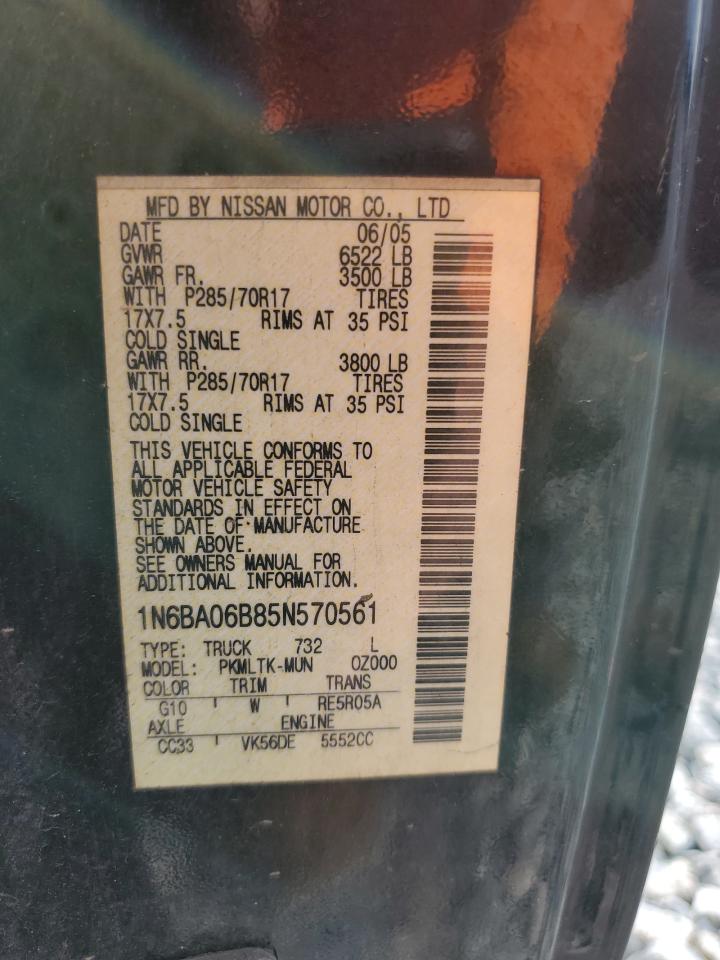 MFD BY NISSAN MOTOR CO., LTD
DATE 06/05
GVWR 6522 LB
GAWR FR. 3500 LB
WITH P285/70R17 TIRES
17X7.5 RIMS AT 35 PSI
COLD SINGLE
GAWR RR. 3800 LB
WITH P285/70R17 TIRES
17X7.5 RIMS AT 35 PSI
COLD SINGLE
THIS VEHICLE CONFORMS TO
ALL APPLICABLE FEDERAL
MOTOR VEHICLE SAFETY
STANDARDS IN EFFECT ON
THE DATE OF MANUFACTURE
SHOWN ABOVE.
SEE OWNERS MANUAL FOR
ADDITIONAL INFORMATION.
1N6BA06B85N570561
TYPE: TRUCK 732 L
MODEL: PKMLTK-MUN 0Z000
COLOR TRIM TRANS
G10 W RE5R05A
AXLE ENGINE
CC33 VK56DE 5552CC